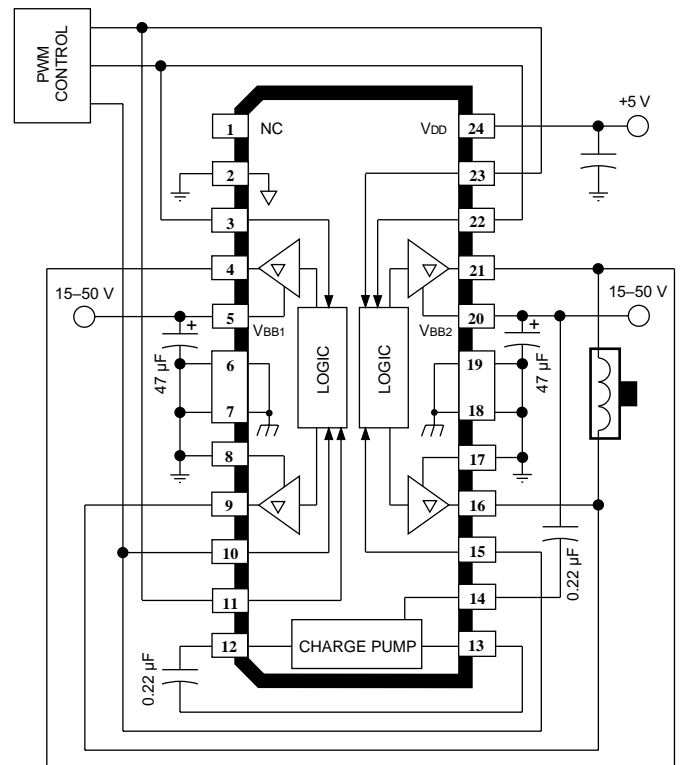 PWM
CONTROL
+5 V
1
NC
VDD
24
2
23
3
22
4
21
15–50 V
15–50 V
5
VBB1
VBB2
20
47 µF
+
+
47 µF
6
19
LOGIC
LOGIC
7
18
8
17
9
16
10
15
0.22 µF
11
14
12
CHARGE PUMP
13
0.22 µF